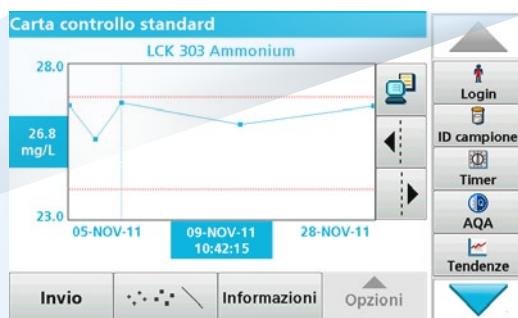 Carta controllo standard
LCK 303 Ammonium
28.0
26.8
mg/L
23.0
05-NOV-11
09-NOV-11
10:42:15
28-NOV-11
Invio
Informazioni
Opzioni
Login
ID campione
Timer
AQA
Tendenze